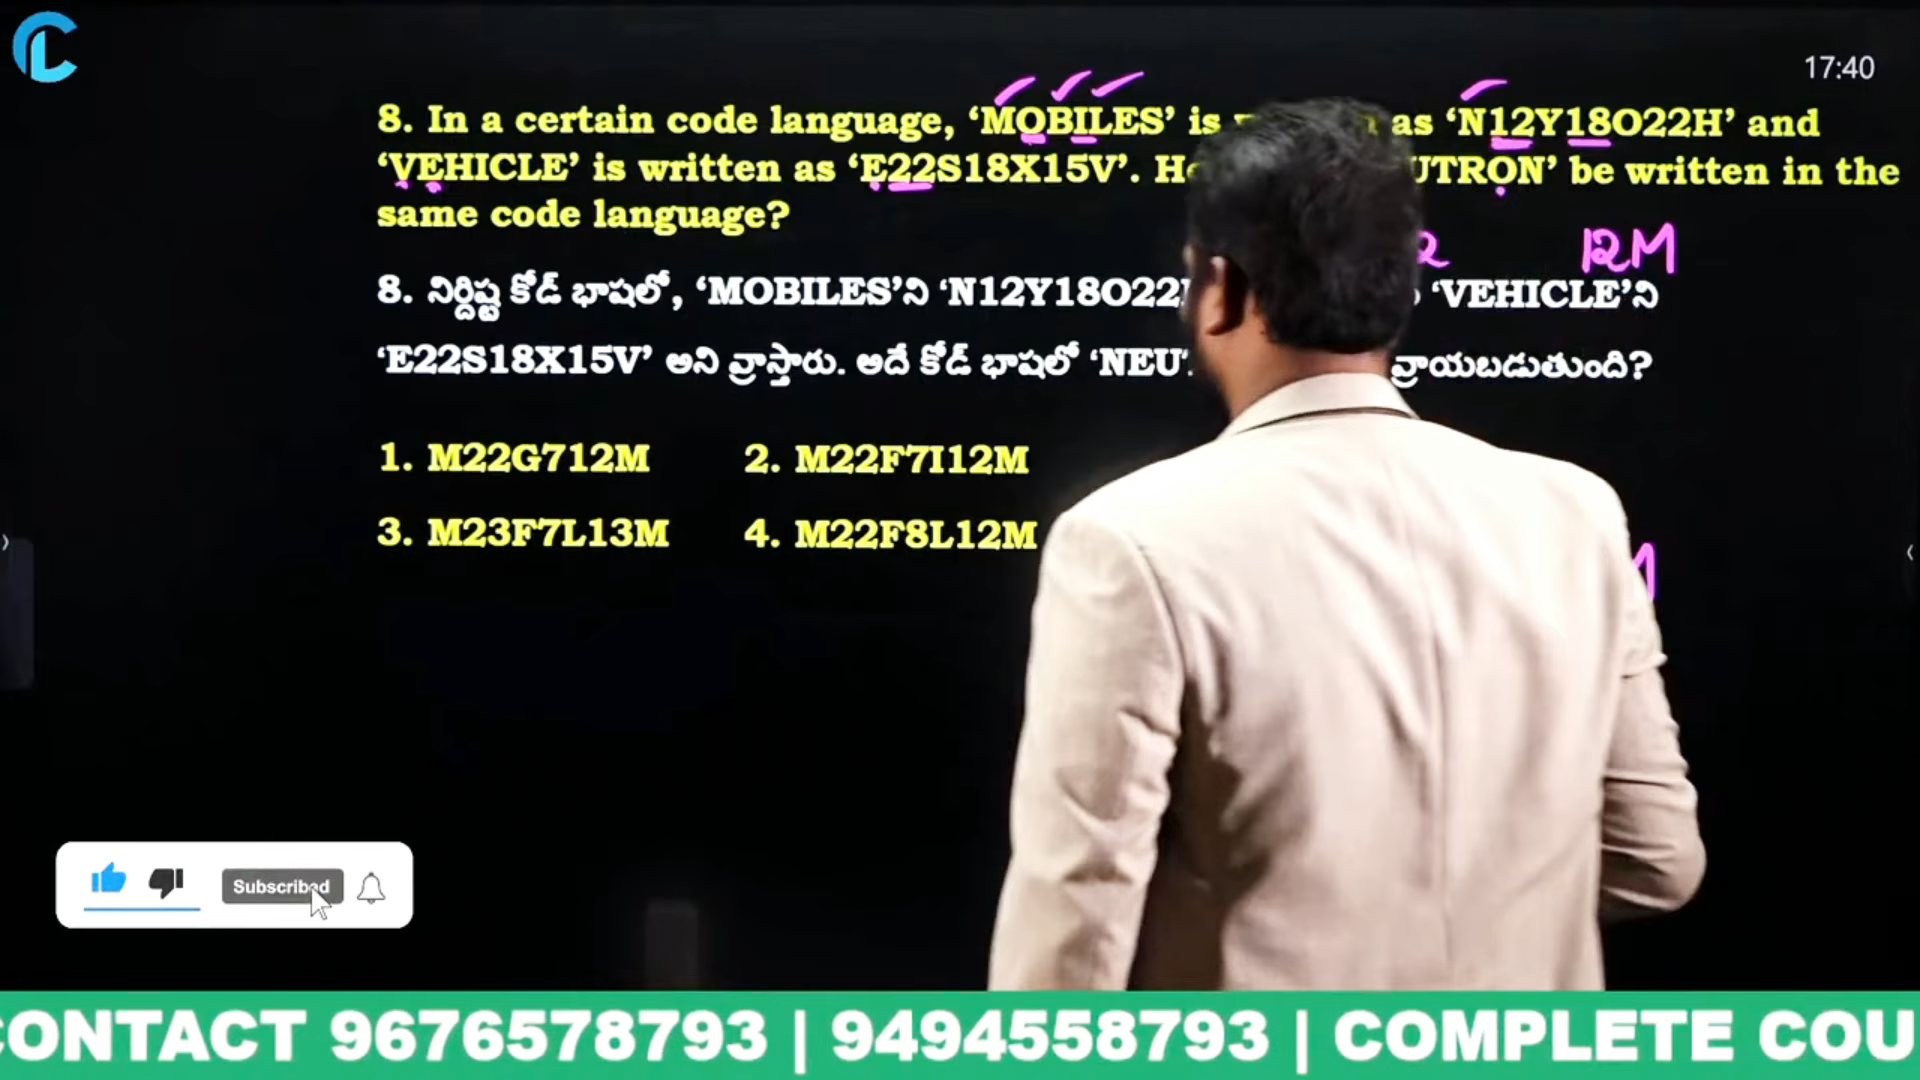 17:40
8. In a certain code language, ‘MOBILES’ is as ‘N12Y18O22H’ and
‘VEHICLE’ is written as ‘E22S18X15V’. UTRON’ be written in the
same code language?
12M
8. నిర్దిష్ట కోడ్ భాషలో, ‘MOBILES’ని ‘N12Y18O22 ‘VEHICLE’ని
‘E22S18X15V’ అని వ్రాస్తారు. అదే కోడ్ భాషలో ‘NEU వ్రాయబడుతుంది?
1. M22G712M 2. M22F7I12M
3. M23F7L13M 4. M22F8L12M
Subscribed
CONTACT 9676578793 | 9494558793 | COMPLETE COU